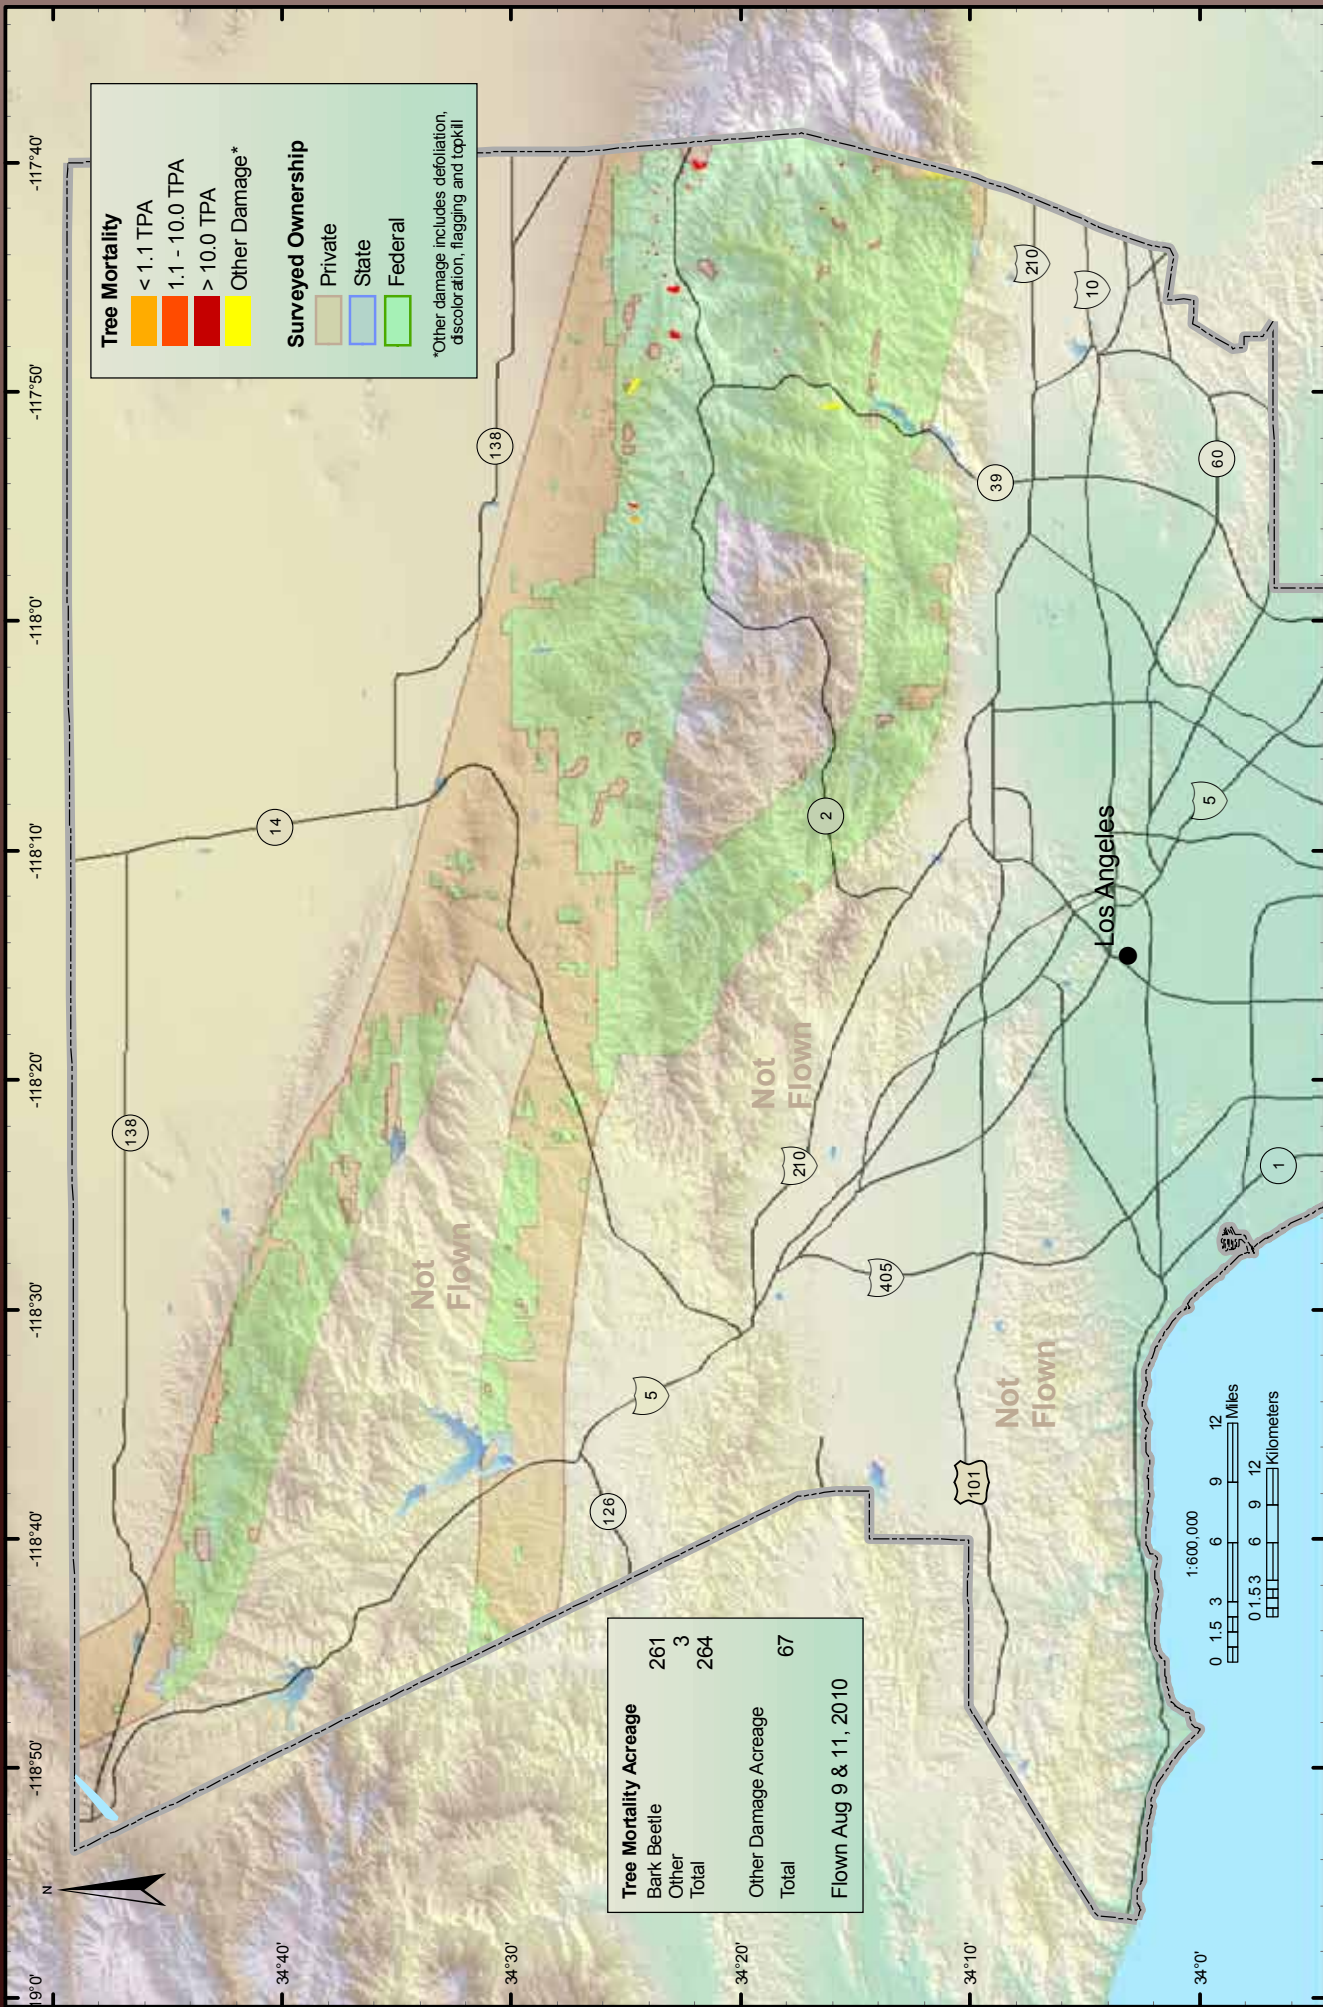 -117°40'
-117°50'
-118°0'
-118°10'
-118°20'
-118°30'
-118°40'
-118°50'
19°0'
34°40'
34°30'
34°20'
34°10'
34°0'
N
Tree Mortality
< 1.1 TPA
1.1 - 10.0 TPA
> 10.0 TPA
Other Damage*
Surveyed Ownership
Private
State
Federal
*Other damage includes defoliation,
discoloration, flagging and topkill
138
14
138
2
39
210
10
60
5
Los Angeles
Not
Flown
210
Not
Flown
405
5
126
101
1
Not
Flown
Tree Mortality Acreage
Bark Beetle 261
Other 3
Total 264
Other Damage Acreage
Total 67
Flown Aug 9 & 11, 2010
1:600,000
0 1.5 3 6 9 12
Miles
0 1.5 3 6 9 12
Kilometers